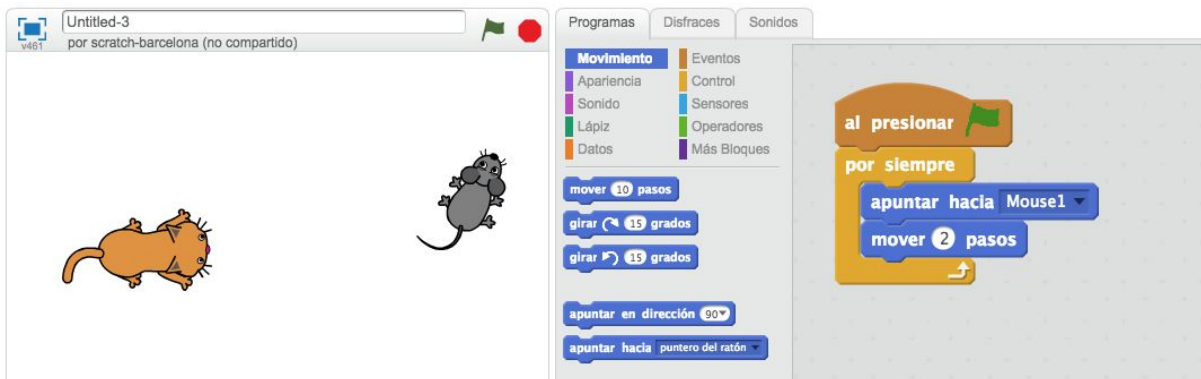 Untitled-3
por scratch-barcelona (no compartido)
v461
Programas
Disfraces
Sonidos
Movimiento
Eventos
Apariencia
Control
Sonido
Sensores
Lápiz
Operadores
Datos
Más Bloques
mover 10 pasos
girar 15 grados
girar 15 grados
apuntar en dirección 90
apuntar hacia puntero del ratón
al presionar
por siempre
apuntar hacia Mouse1
mover 2 pasos